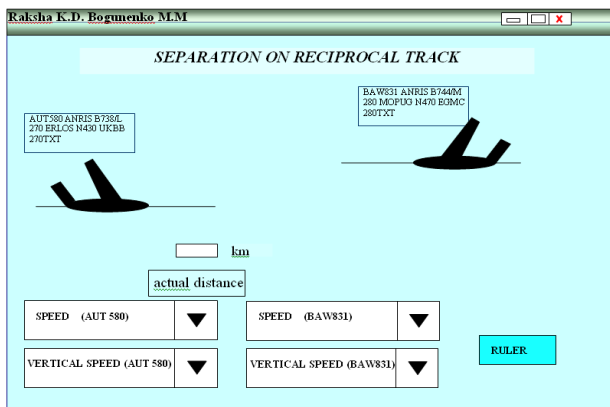 Raksha K.D. Bogunenko M.M
SEPARATION ON RECIPROCAL TRACK
BAW831 ANRIS B744/M
280 MOPUG N470 EGMC
280TXT
AUT580 ANRIS B738/L
270 ERLOS N430 UKBB
270TXT
km
actual distance
SPEED (AUT 580)
SPEED (BAW831)
VERTICAL SPEED (AUT 580)
VERTICAL SPEED (BAW831)
RULER